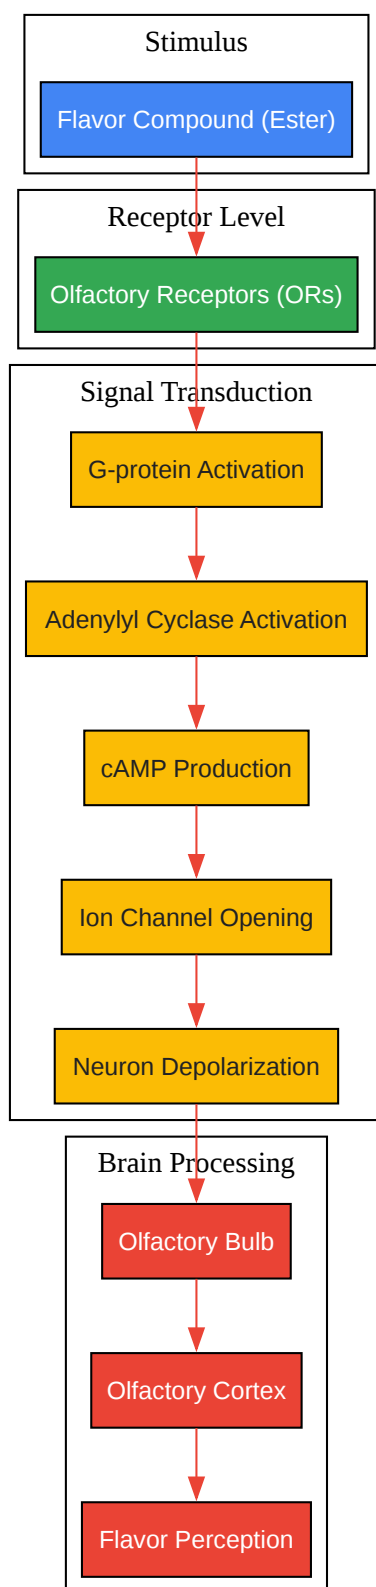 Stimulus
Flavor Compound (Ester)
Receptor Level
Olfactory Receptors (ORs)
Signal Transduction
G-protein Activation
Adenylyl Cyclase Activation
cAMP Production
Ion Channel Opening
Neuron Depolarization
Brain Processing
Olfactory Bulb
Olfactory Cortex
Flavor Perception